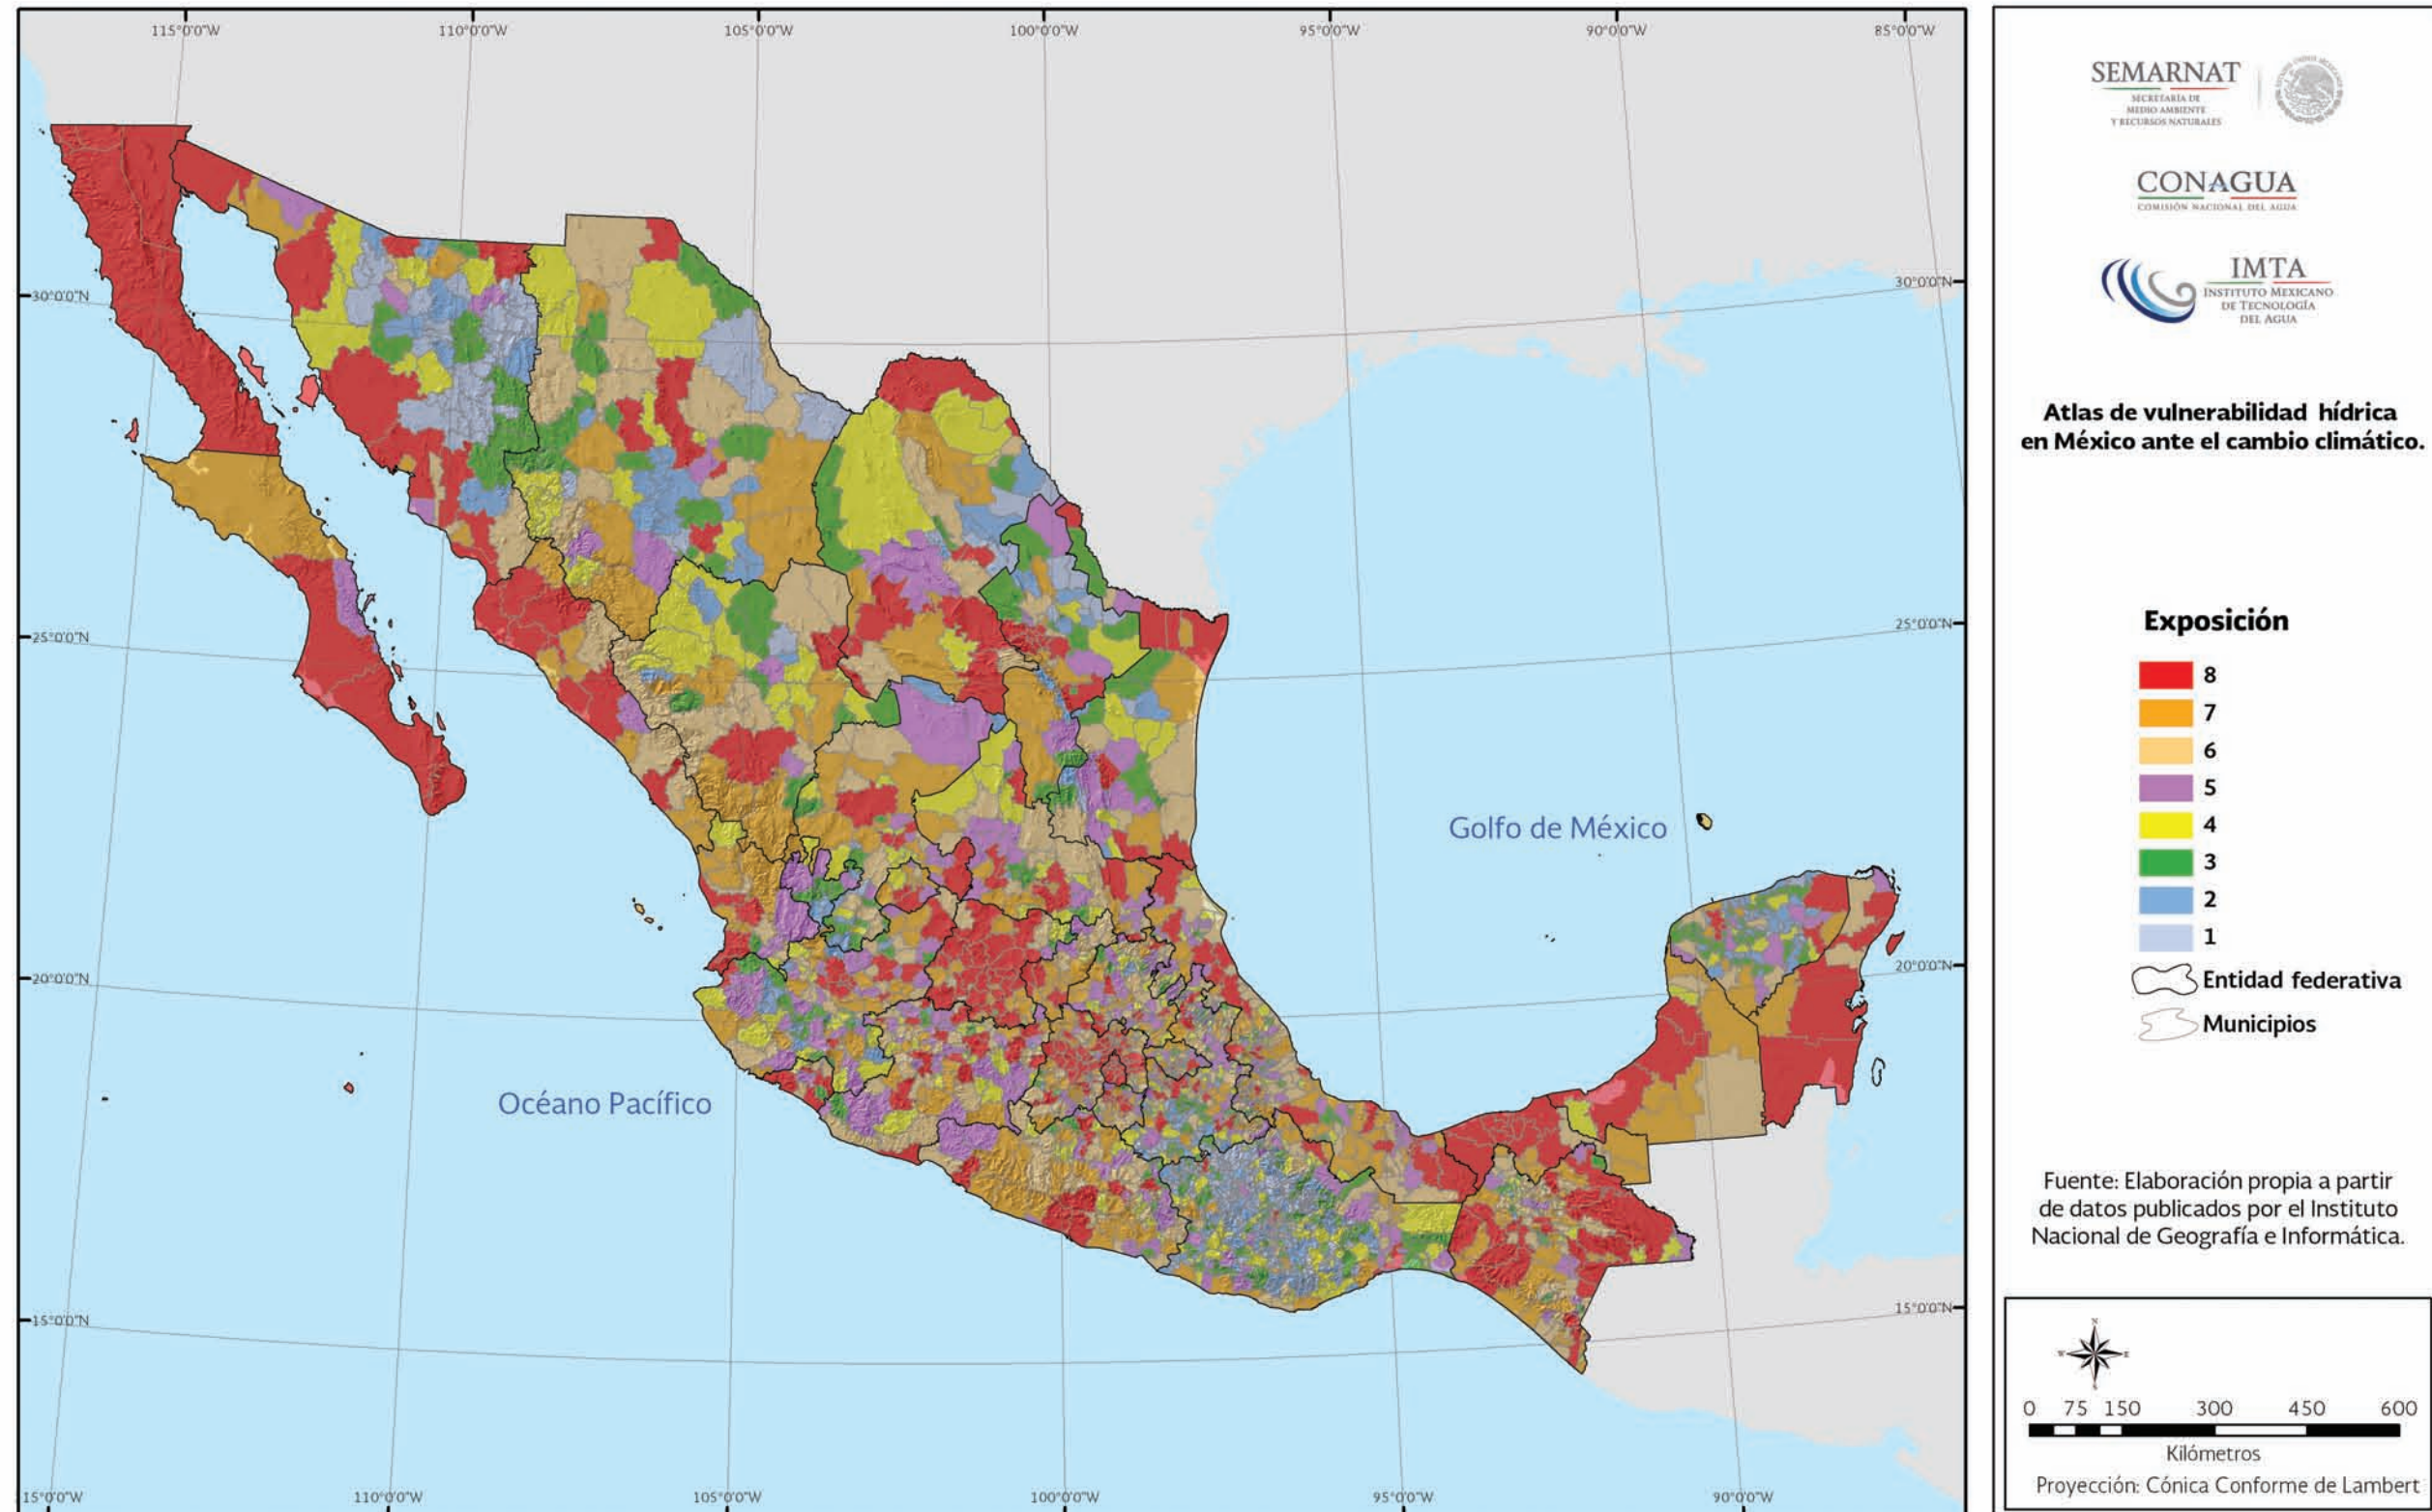 115°0'0"W
110°0'0"W
105°0'0"W
100°0'0"W
95°0'0"W
90°0'0"W
85°0'0"W
30°0'0"N
30°0'0"N
25°0'0"N
25°0'0"N
20°0'0"N
20°0'0"N
15°0'0"N
15°0'0"N
Golfo de México
Océano Pacífico
15°0'0"W
110°0'0"W
105°0'0"W
100°0'0"W
95°0'0"W
90°0'0"W
SEMARNAT
SECRETARÍA DE
MEDIO AMBIENTE
Y RECURSOS NATURALES
CONAGUA
COMISIÓN NACIONAL DEL AGUA
IMTA
INSTITUTO MEXICANO
DE TECNOLOGÍA
DEL AGUA
Atlas de vulnerabilidad hídrica
en México ante el cambio climático.
Exposición
8
7
6
5
4
3
2
1
Entidad federativa
Municipios
Fuente: Elaboración propia a partir
de datos publicados por el Instituto
Nacional de Geografía e Informática.
N
W E
S
0 75 150 300 450 600
Kilómetros
Proyección: Cónica Conforme de Lambert